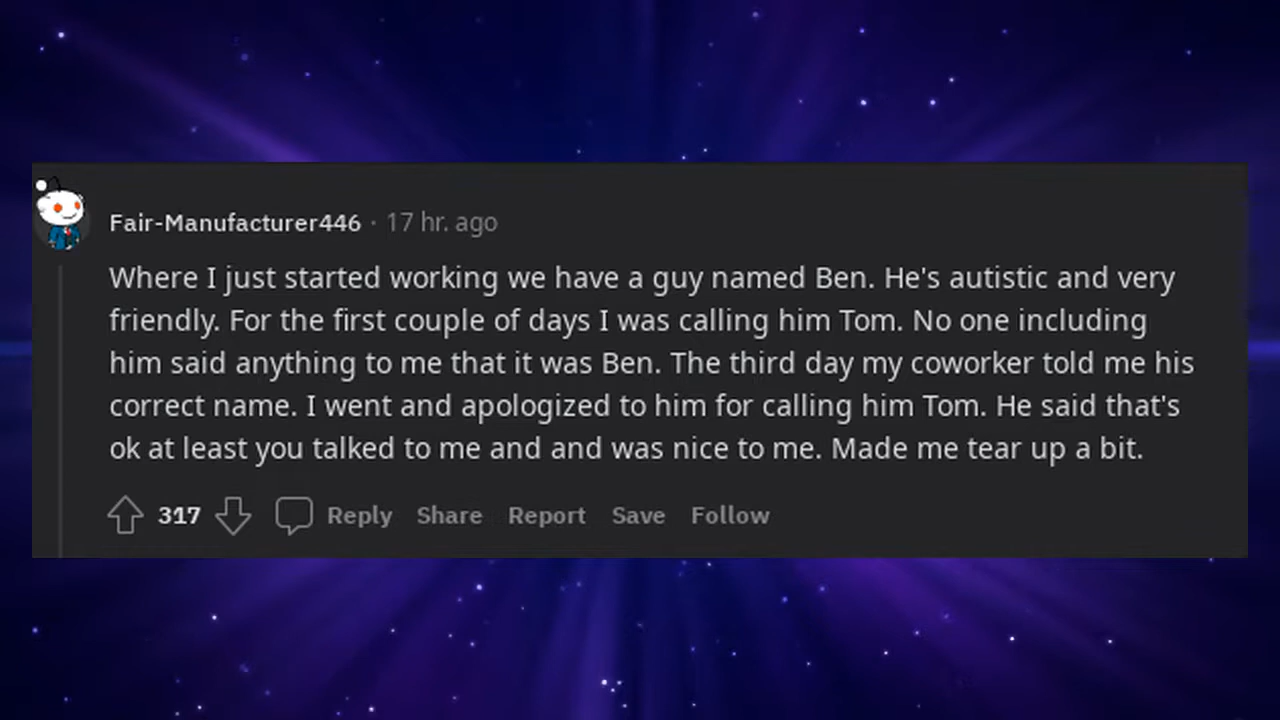 Fair-Manufacturer446 · 17 hr. ago
Where I just started working we have a guy named Ben. He's autistic and very
friendly. For the first couple of days I was calling him Tom. No one including
him said anything to me that it was Ben. The third day my coworker told me his
correct name. I went and apologized to him for calling him Tom. He said that's
ok at least you talked to me and and was nice to me. Made me tear up a bit.
317 Reply Share Report Save Follow